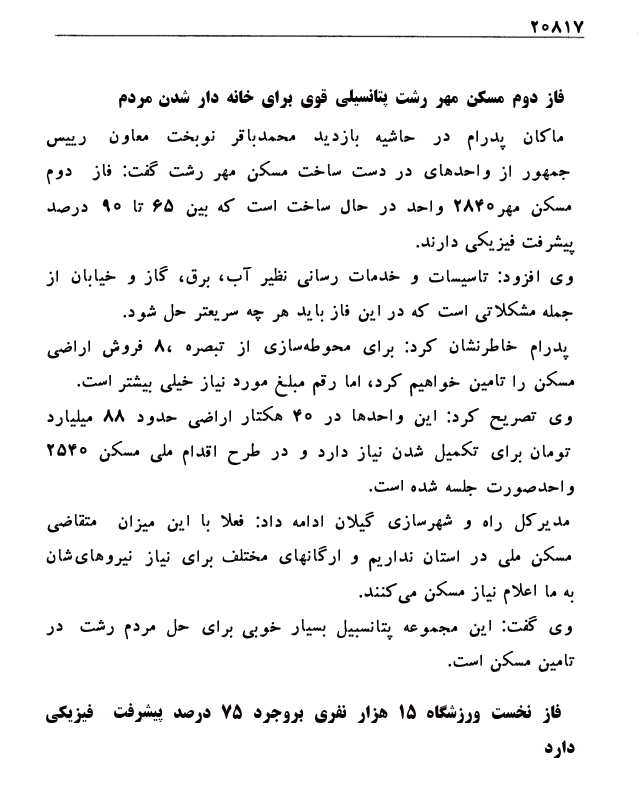 ۲۰۸۱۷
فاز دوم مسکن مهر رشت پتانسیلی قوی برای خانه دار شدن مردم
ماکان پدرام در حاشیه بازدید محمدباقر نوبخت معاون رییس
جمهور از واحدهای در دست ساخت مسکن مهر رشت گفت: فاز دوم
مسکن مهر۲۸۴۰ واحد در حال ساخت است که بین ۶۵ تا ۹۰ درصد
پیشرفت فیزیکی دارند.
وی افزود: تاسیسات و خدمات رسانی نظیر آب، برق، گاز و خیابان از
جمله مشکلاتی است که در این فاز باید هر چه سریعتر حل شود.
پدرام خاطرنشان کرد: برای محوطه‌سازی از تبصره ۸، فروش اراضی
مسکن را تامین خواهیم کرد، اما رقم مبلغ مورد نیاز خیلی بیشتر است.
وی تصریح کرد: این واحدها در ۴۰ هکتار اراضی حدود ۸۸ میلیارد
تومان برای تکمیل شدن نیاز دارد و در طرح اقدام ملی مسکن ۲۵۴۰
واحدصورت جلسه شده است.
مدیرکل راه و شهرسازی گیلان ادامه داد: فعلا با این میزان متقاضی
مسکن ملی در استان نداریم و ارگانهای مختلف برای نیاز نیروهای‌شان
به ما اعلام نیاز مسکن می‌کنند.
وی گفت: این مجموعه پتانسبیل بسیار خوبی برای حل مردم رشت در
تامین مسکن است.
فاز نخست ورزشگاه ۱۵ هزار نفری بروجرد ۷۵ درصد پیشرفت فیزیکی
دارد